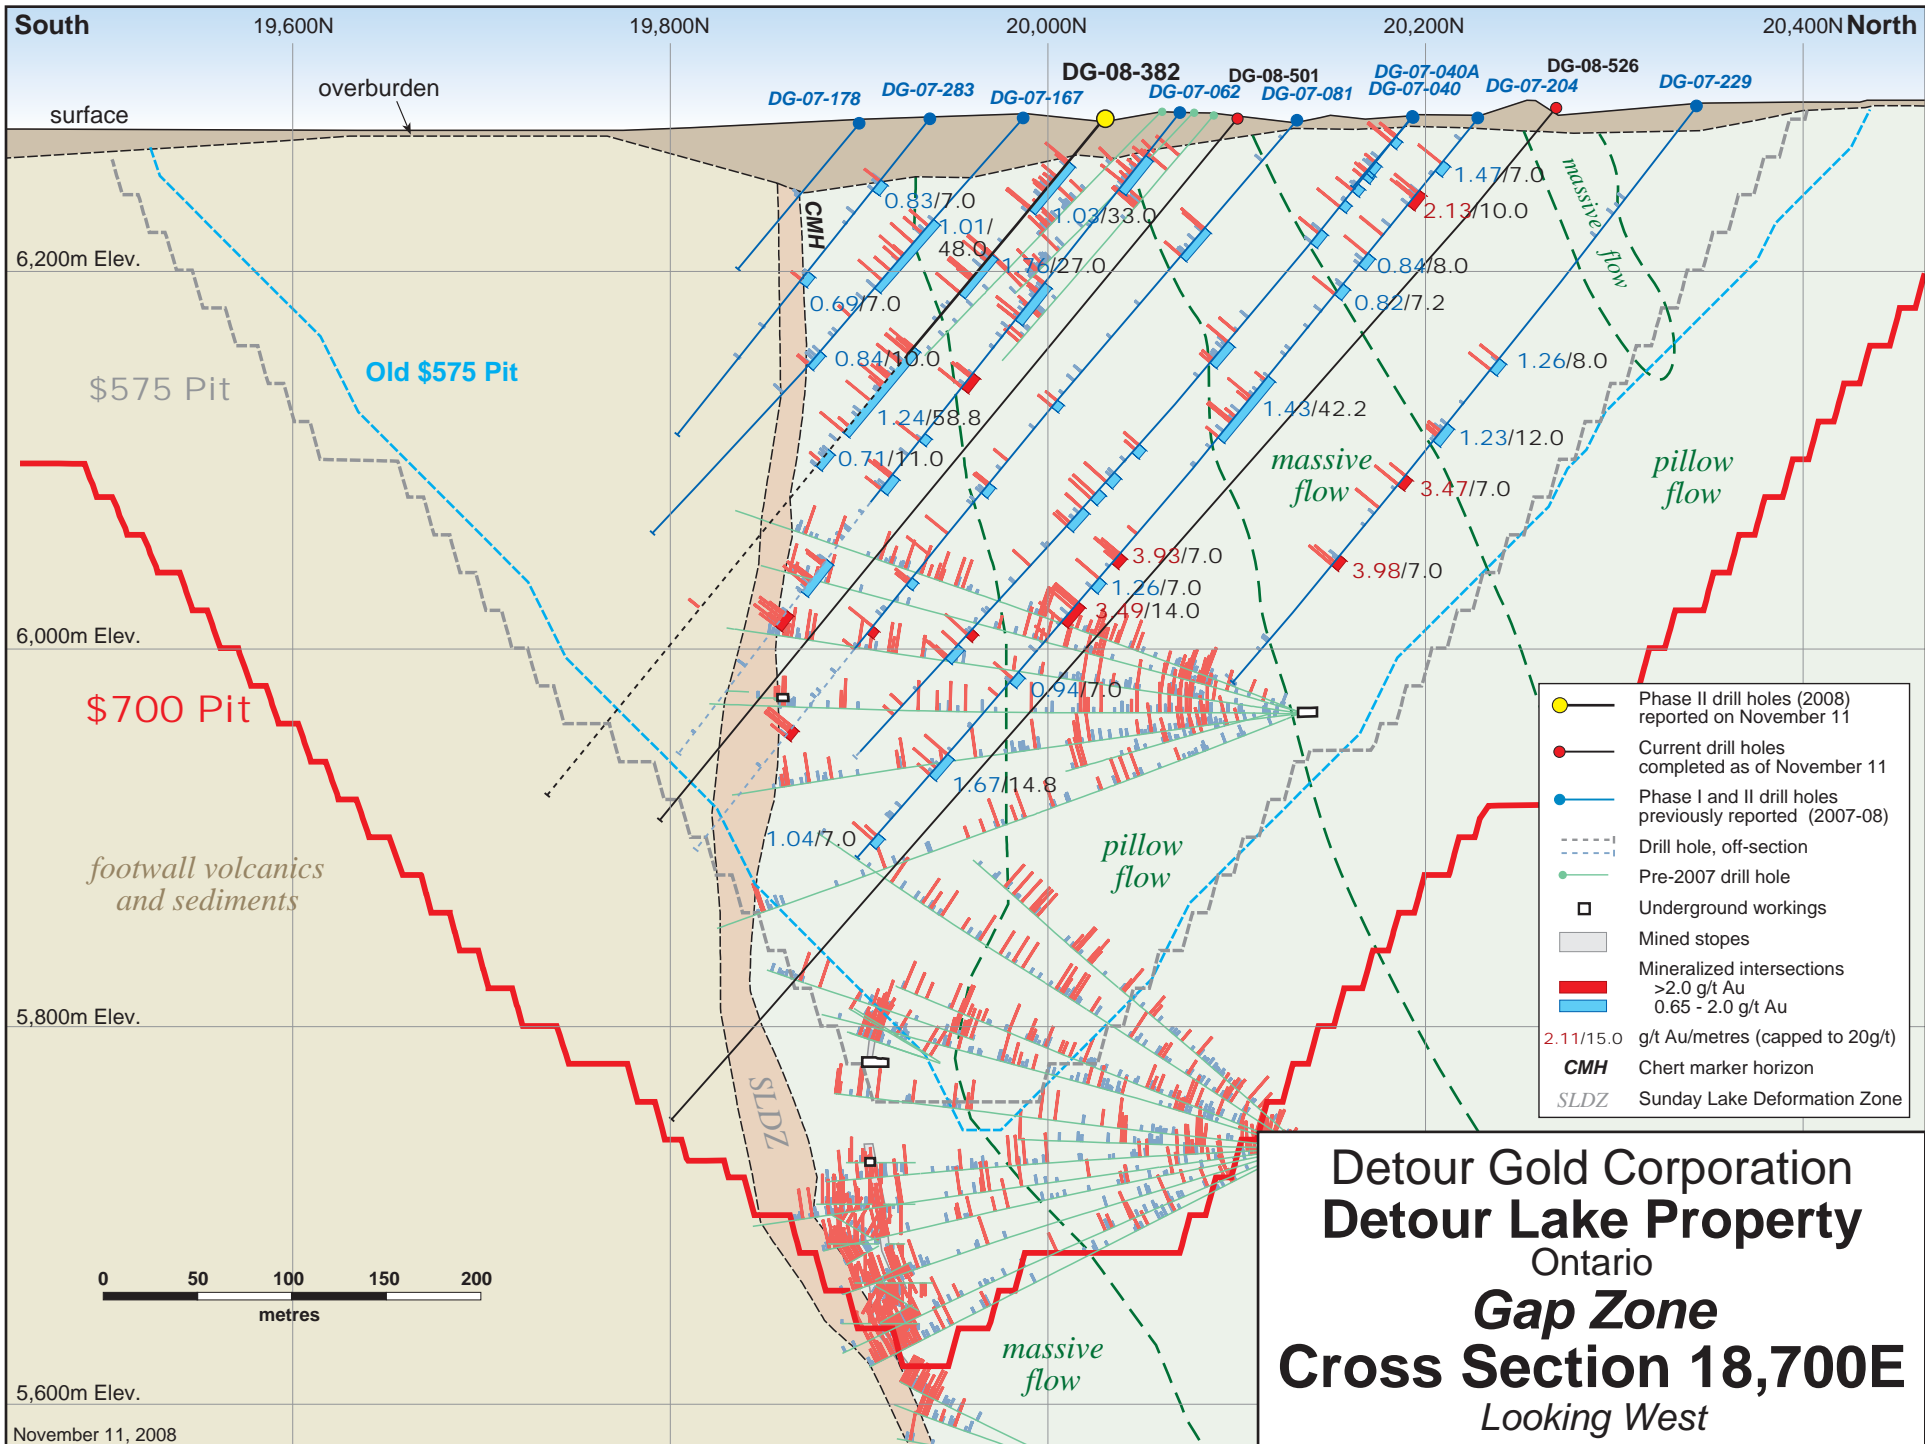 South
19,600N
19,800N
20,000N
20,200N
20,400N
North
overburden
surface
DG-07-178
DG-07-283
DG-07-167
DG-08-382
DG-07-062
DG-08-501
DG-07-081
DG-07-040A
DG-07-040
DG-07-204
DG-08-526
DG-07-229
CMH
0.83/7.0
1.01/
48.0
1.03/33.0
1.47/7.0
2.13/10.0
massive
flow
6,200m Elev.
0.69/7.0
1.76/27.0
0.84/8.0
0.82/7.2
Old $575 Pit
$575 Pit
0.84/10.0
1.24/58.8
0.71/11.0
1.43/42.2
1.26/8.0
1.23/12.0
3.47/7.0
massive
flow
pillow
flow
3.93/7.0
1.26/7.0
3.49/14.0
3.98/7.0
6,000m Elev.
$700 Pit
0.94/7.0
1.67/14.8
1.04/7.0
footwall volcanics
and sediments
pillow
flow
Phase II drill holes (2008)
reported on November 11
Current drill holes
completed as of November 11
Phase I and II drill holes
previously reported (2007-08)
Drill hole, off-section
Pre-2007 drill hole
Underground workings
Mined stopes
Mineralized intersections
>2.0 g/t Au
0.65 - 2.0 g/t Au
2.11/15.0 g/t Au/metres (capped to 20g/t)
CMH Chert marker horizon
SLDZ Sunday Lake Deformation Zone
5,800m Elev.
SLDZ
0 50 100 150 200
metres
massive
flow
5,600m Elev.
November 11, 2008
Detour Gold Corporation
Detour Lake Property
Ontario
Gap Zone
Cross Section 18,700E
Looking West